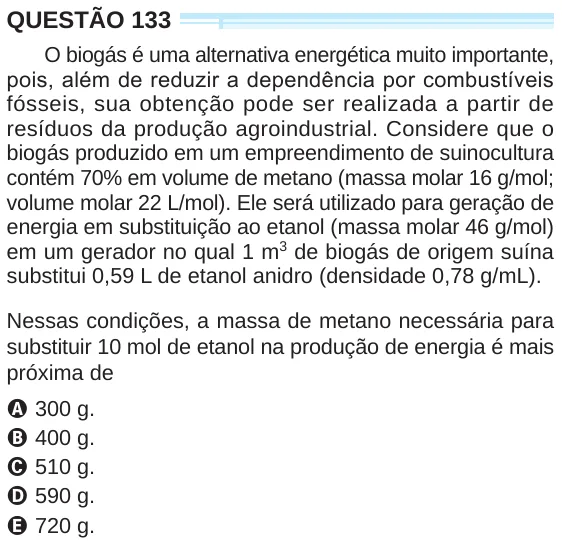 QUESTÃO 133
O biogás é uma alternativa energética muito importante,
pois, além de reduzir a dependência por combustíveis
fósseis, sua obtenção pode ser realizada a partir de
resíduos da produção agroindustrial. Considere que o
biogás produzido em um empreendimento de suinocultura
contém 70% em volume de metano (massa molar 16 g/mol;
volume molar 22 L/mol). Ele será utilizado para geração de
energia em substituição ao etanol (massa molar 46 g/mol)
em um gerador no qual 1 m³ de biogás de origem suína
substitui 0,59 L de etanol anidro (densidade 0,78 g/mL).
Nessas condições, a massa de metano necessária para
substituir 10 mol de etanol na produção de energia é mais
próxima de
A 300 g.
B 400 g.
C 510 g.
D 590 g.
E 720 g.